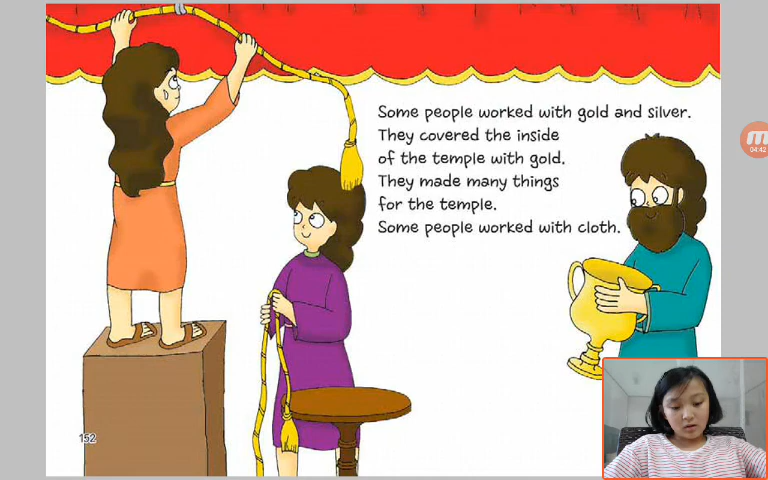 Some people worked with gold and silver.
They covered the inside
of the temple with gold.
They made many things
for the temple.
Some people worked with cloth.
152
04:42